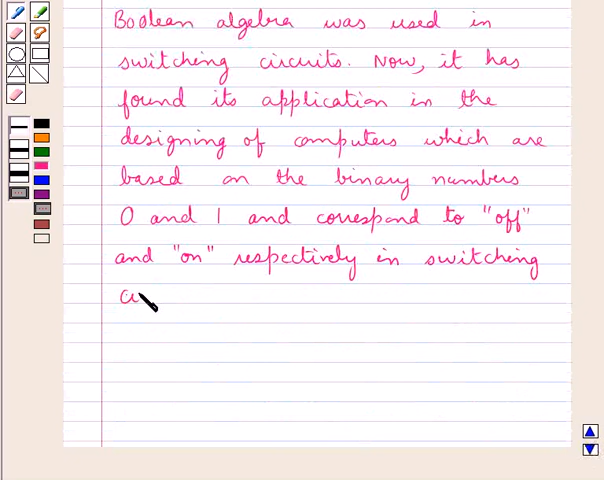 Boolean algebra was used in
switching circuits. Now, it has
found its application in the
designing of computers which are
based on the binary numbers
0 and 1 and correspond to "off"
and "on" respectively in switching